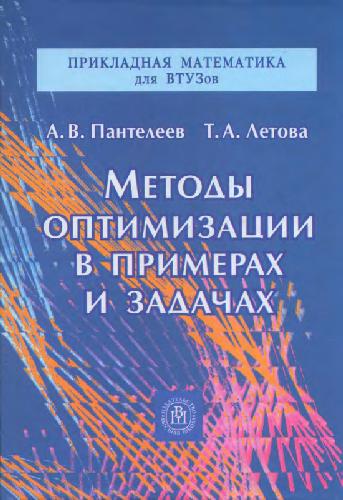 ПРИКЛАДНАЯ МАТЕМАТИКА
для ВТУЗов
А. В. Пантелеев Т. А. Летова
МЕТОДЫ
ОПТИМИЗАЦИИ
В ПРИМЕРАХ
И ЗАДАЧАХ